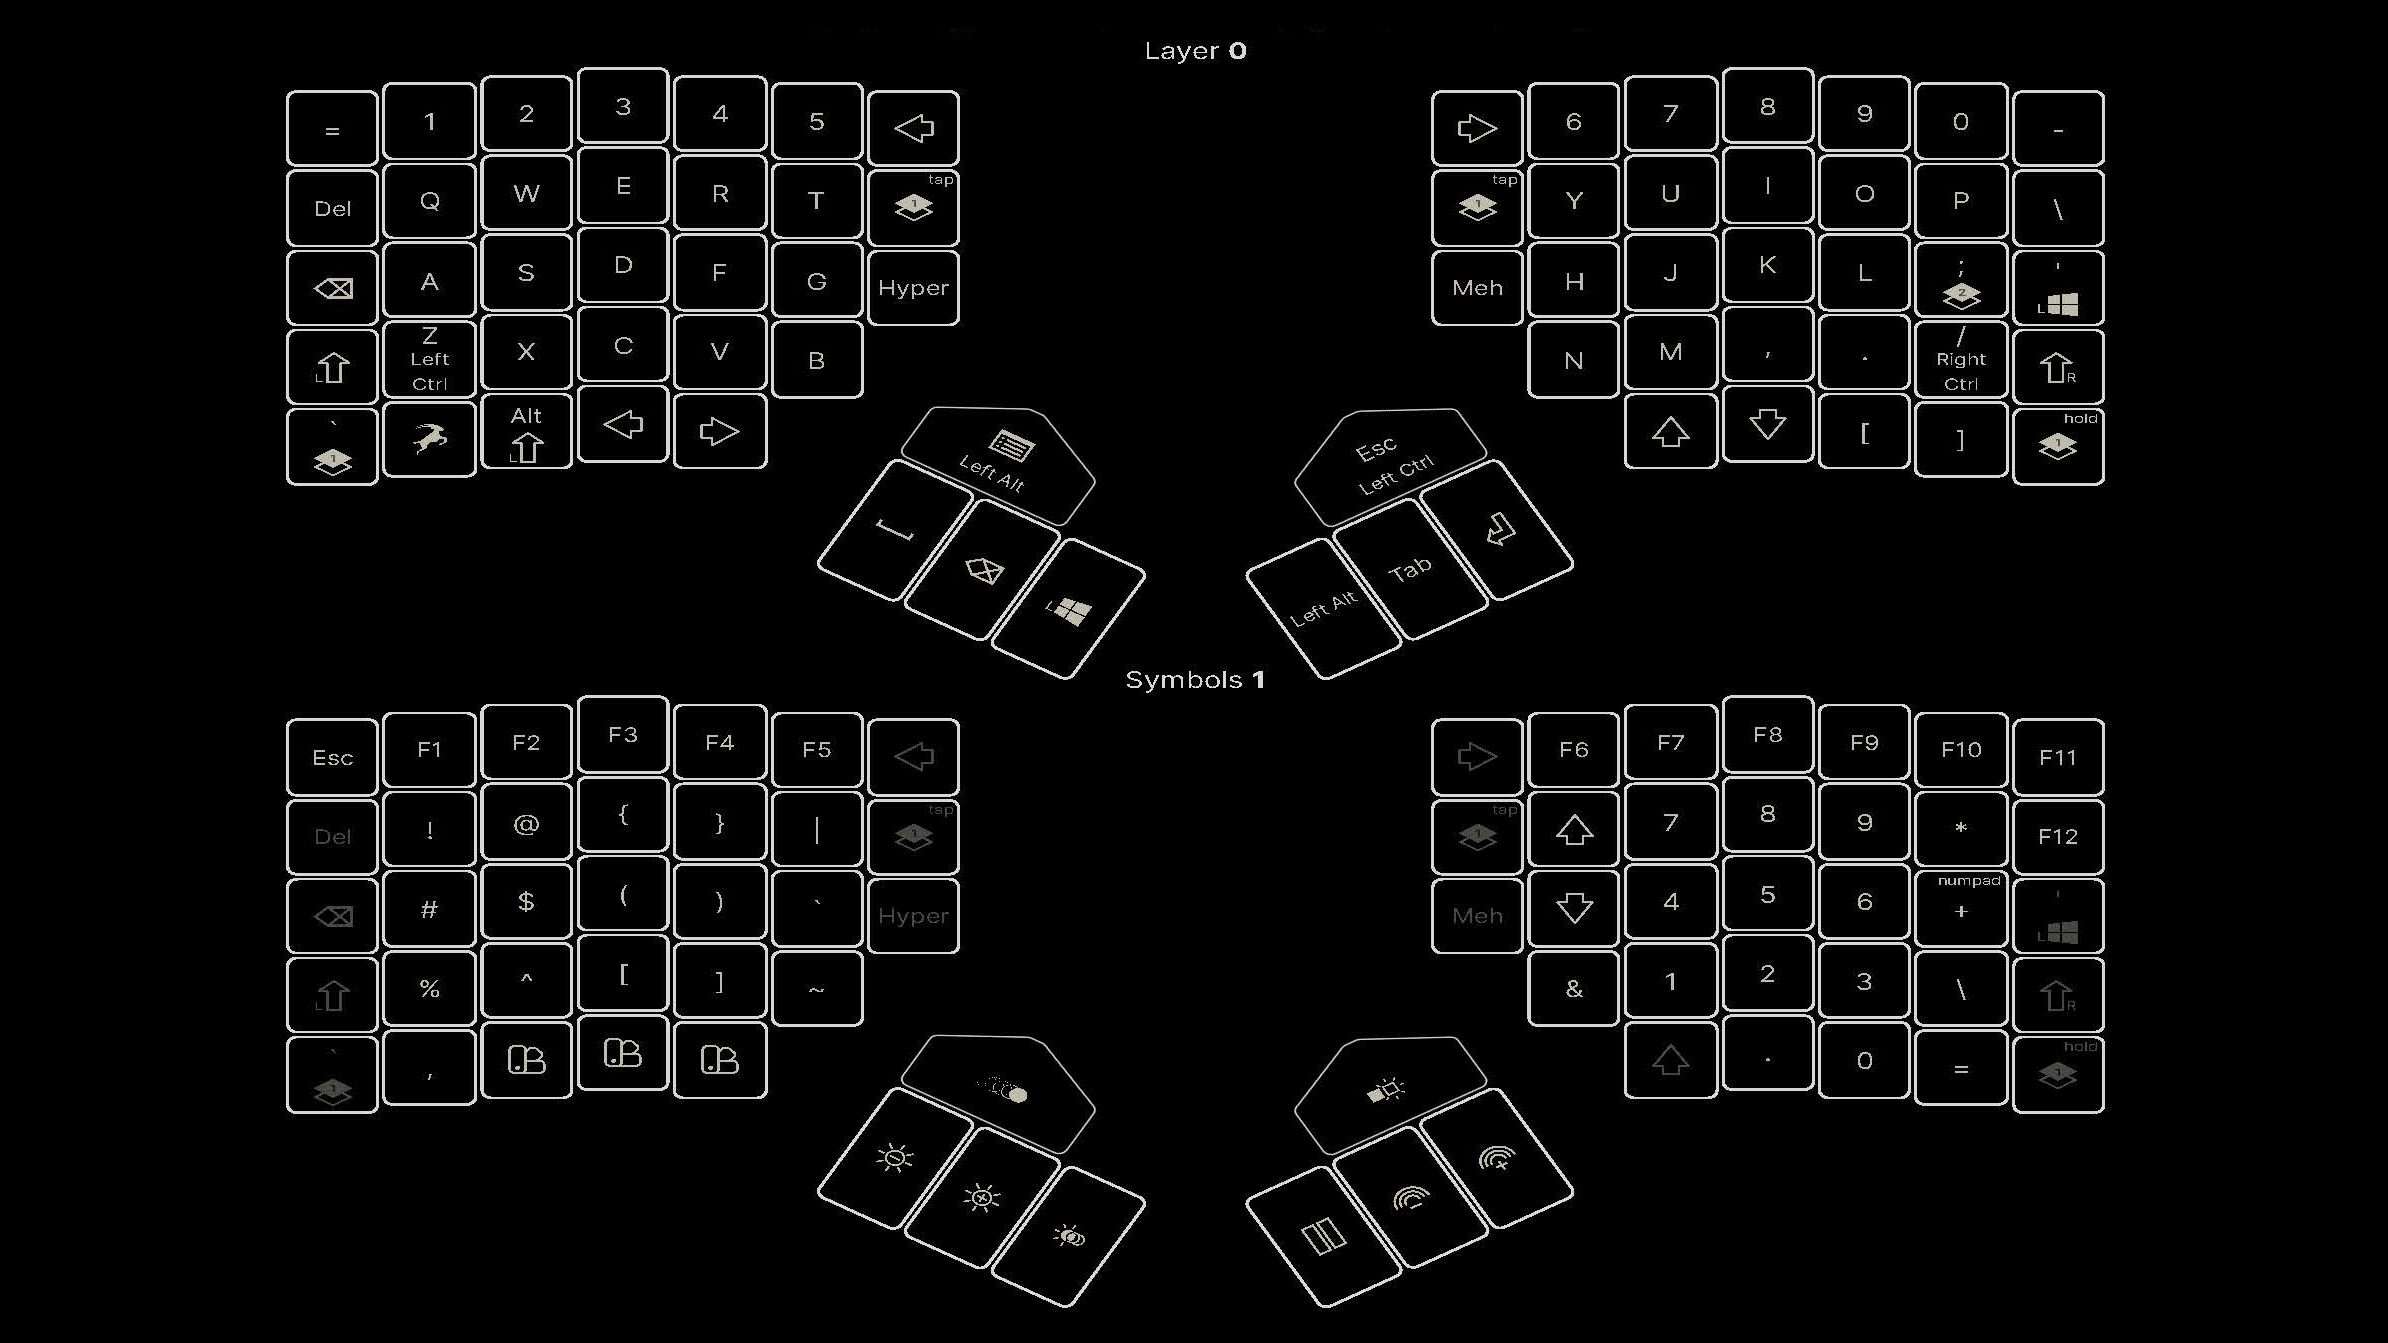 Layer 0
= 1 2 3 4 5
6 7 8 9 0 -
Del Q W E R T tap 1
tap 1 Y U I O P \
A S D F G Hyper
Meh H J K L ; 2 ' L
L Z Left Ctrl X C V B
N M , . / Right Ctrl R
` 1 Alt L
[ ] hold 1
Left Alt
Esc Left Ctrl
L
Left Alt Tab
Symbols 1
Esc F1 F2 F3 F4 F5
F6 F7 F8 F9 F10 F11
Del ! @ { } | tap 1
tap 1 7 8 9 * F12
# $ ( ) ` Hyper
Meh 4 5 6 numpad + ' L
L % ^ [ ] ~
& 1 2 3 \ R
` 1 ,
. 0 = hold 1